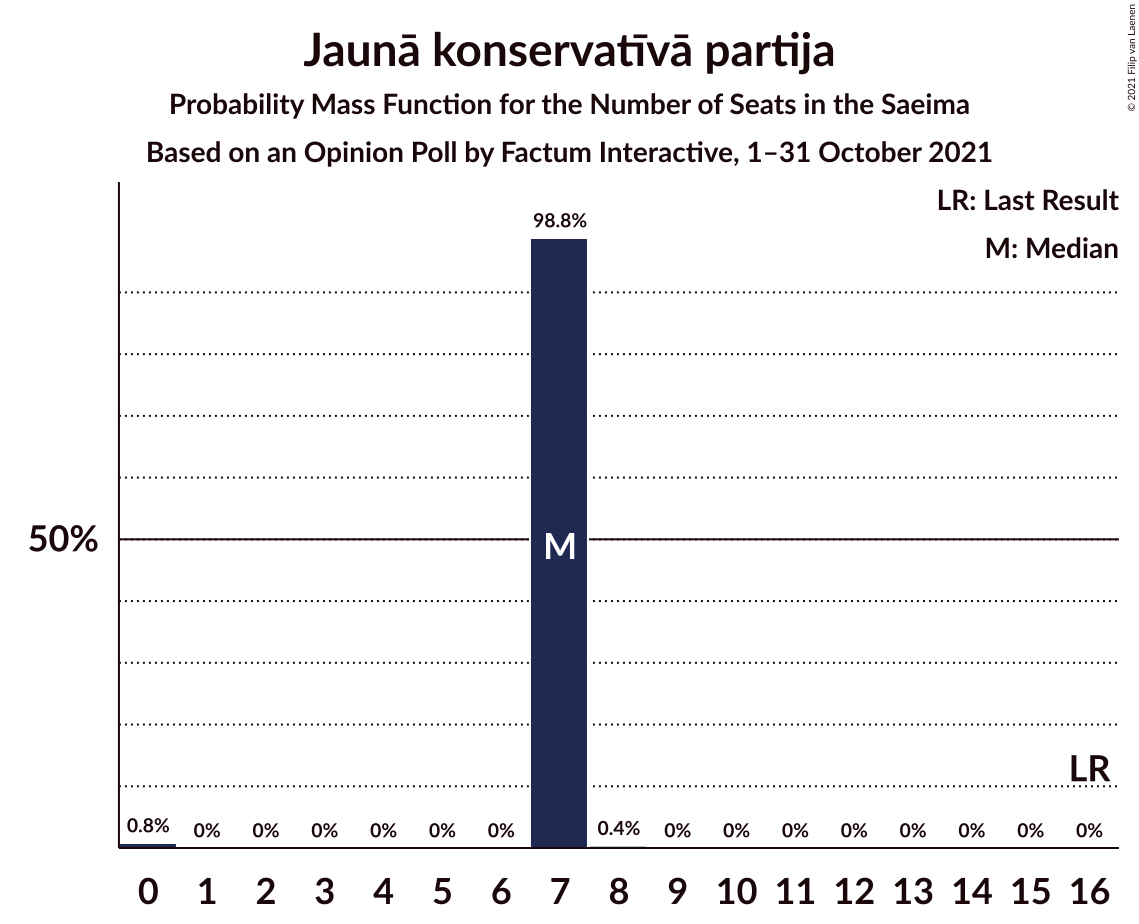 Jaunā konservatīvā partija
Probability Mass Function for the Number of Seats in the Saeima
Based on an Opinion Poll by Factum Interactive, 1–31 October 2021
© 2021 Filip van Laenen
LR: Last Result
M: Median
98.8%
50%
M
LR
0.8% 0% 0% 0% 0% 0% 0% 0.4% 0% 0% 0% 0% 0% 0% 0% 0%
0 1 2 3 4 5 6 7 8 9 10 11 12 13 14 15 16